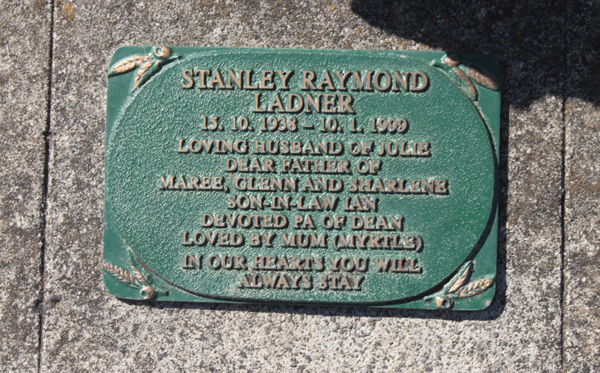 STANLEY RAYMOND
LADNER
15. 10. 1938 – 10. 1. 1999
LOVING HUSBAND OF JULIE
DEAR FATHER OF
MAREE, GLENN AND SHARLENE
SON-IN-LAW IAN
DEVOTED PA OF DEAN
LOVED BY MUM (MYRTLE)
IN OUR HEARTS YOU WILL
ALWAYS STAY